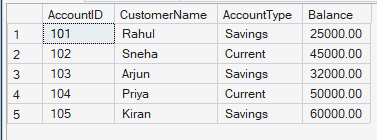 AccountID CustomerName AccountType Balance
1 101 Rahul Savings 25000.00
2 102 Sneha Current 45000.00
3 103 Arjun Savings 32000.00
4 104 Priya Current 50000.00
5 105 Kiran Savings 60000.00